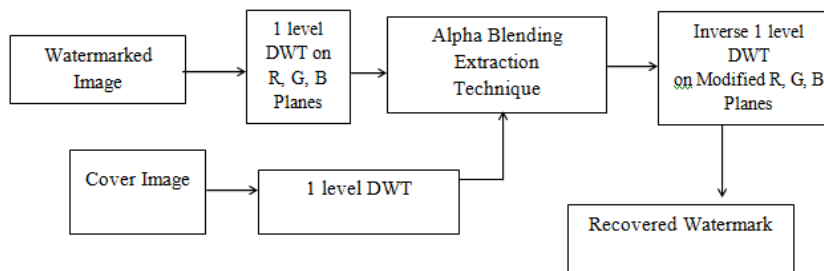 Watermarked
Image
1 level
DWT on
R, G, B
Planes
Alpha Blending
Extraction
Technique
Inverse 1 level
DWT
on Modified R, G, B
Planes
Cover Image
1 level DWT
Recovered Watermark